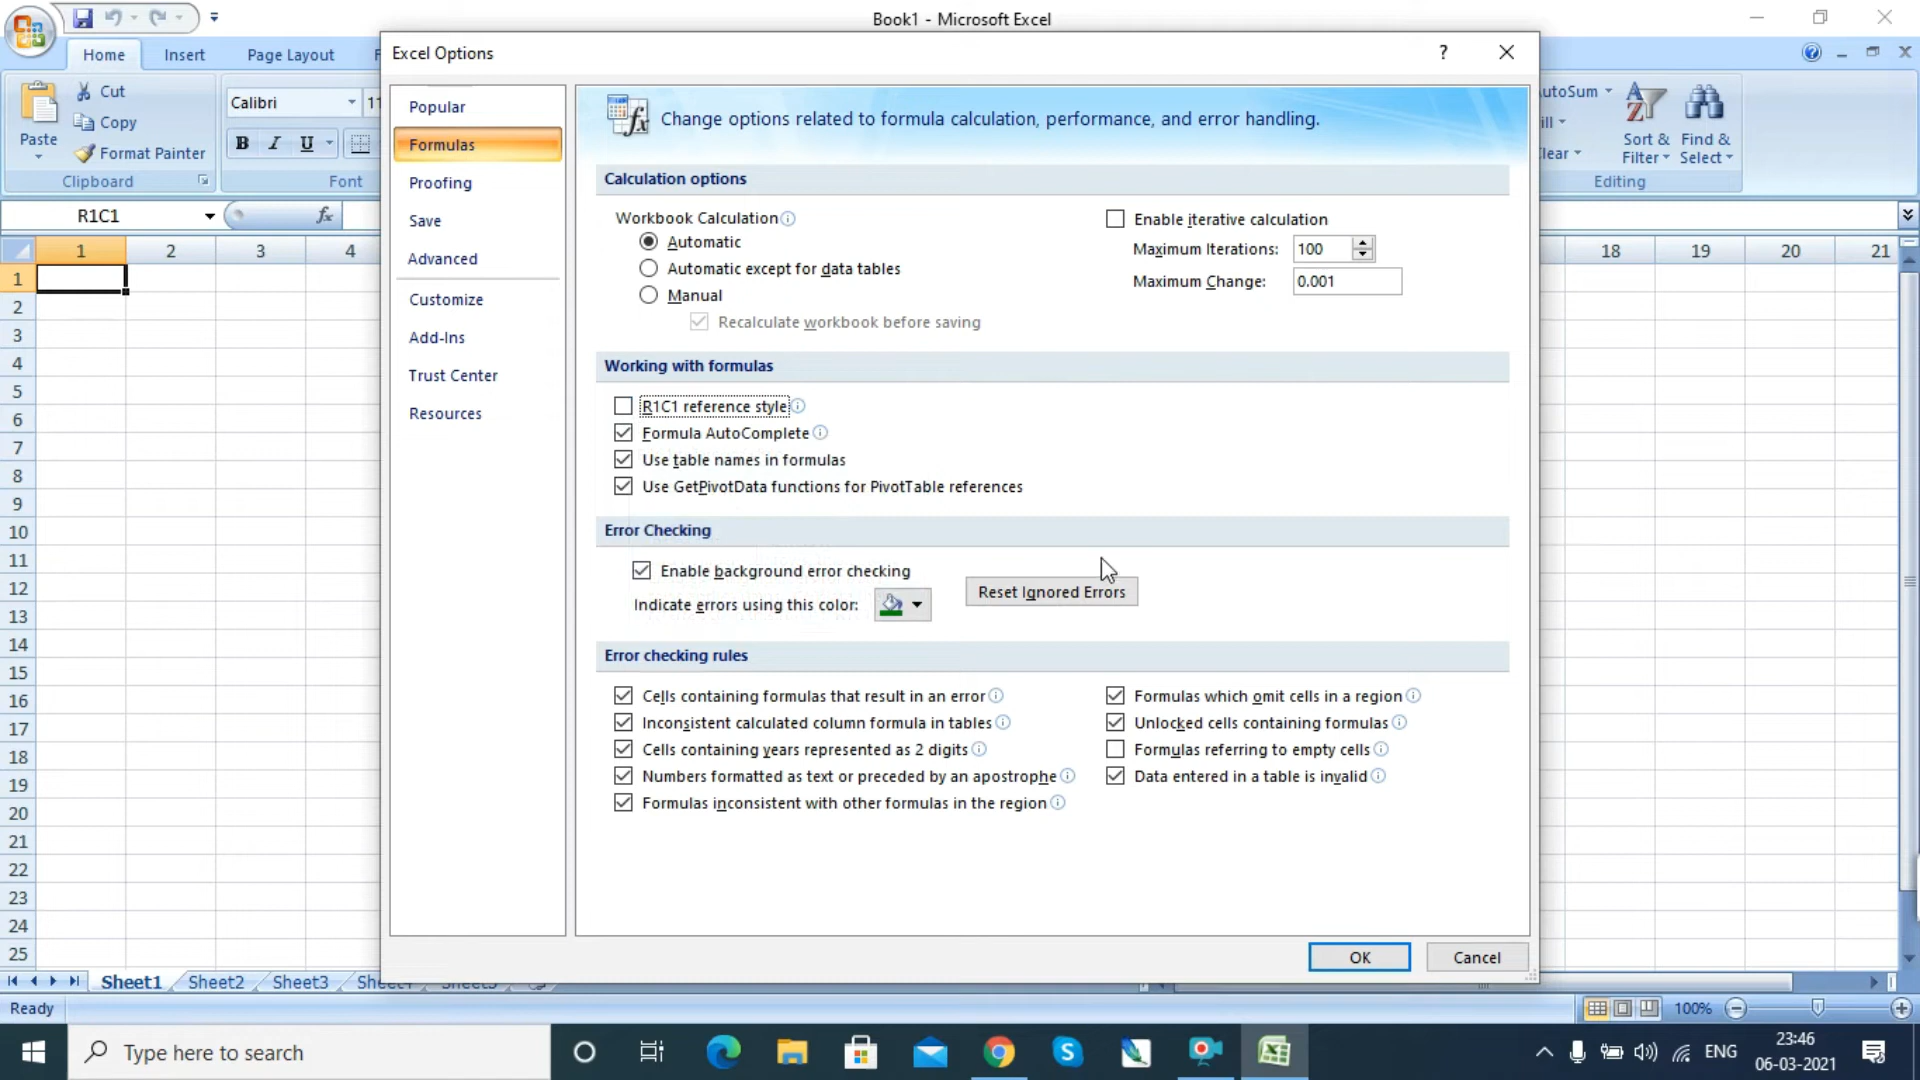 Book1 - Microsoft Excel
Home Insert Page Layout
Cut
Copy
Paste
Format Painter
Clipboard
Calibri 11
B I U
Font
AutoSum
Sort & Filter
Find & Select
Editing
R1C1
fx
1 2 3 4 18 19 20 21
1
2
3
4
5
6
7
8
9
10
11
12
13
14
15
16
17
18
19
20
21
22
23
24
25
Excel Options
?
Popular
Formulas
Proofing
Save
Advanced
Customize
Add-Ins
Trust Center
Resources
Change options related to formula calculation, performance, and error handling.
Calculation options
Workbook Calculation
Automatic
Automatic except for data tables
Manual
Recalculate workbook before saving
Enable iterative calculation
Maximum Iterations: 100
Maximum Change: 0.001
Working with formulas
R1C1 reference style
Formula AutoComplete
Use table names in formulas
Use GetPivotData functions for PivotTable references
Error Checking
Enable background error checking
Indicate errors using this color:
Reset Ignored Errors
Error checking rules
Cells containing formulas that result in an error
Inconsistent calculated column formula in tables
Cells containing years represented as 2 digits
Numbers formatted as text or preceded by an apostrophe
Formulas inconsistent with other formulas in the region
Formulas which omit cells in a region
Unlocked cells containing formulas
Formulas referring to empty cells
Data entered in a table is invalid
OK Cancel
Sheet1 Sheet2 Sheet3
Ready
100%
Type here to search
ENG
23:46
06-03-2021